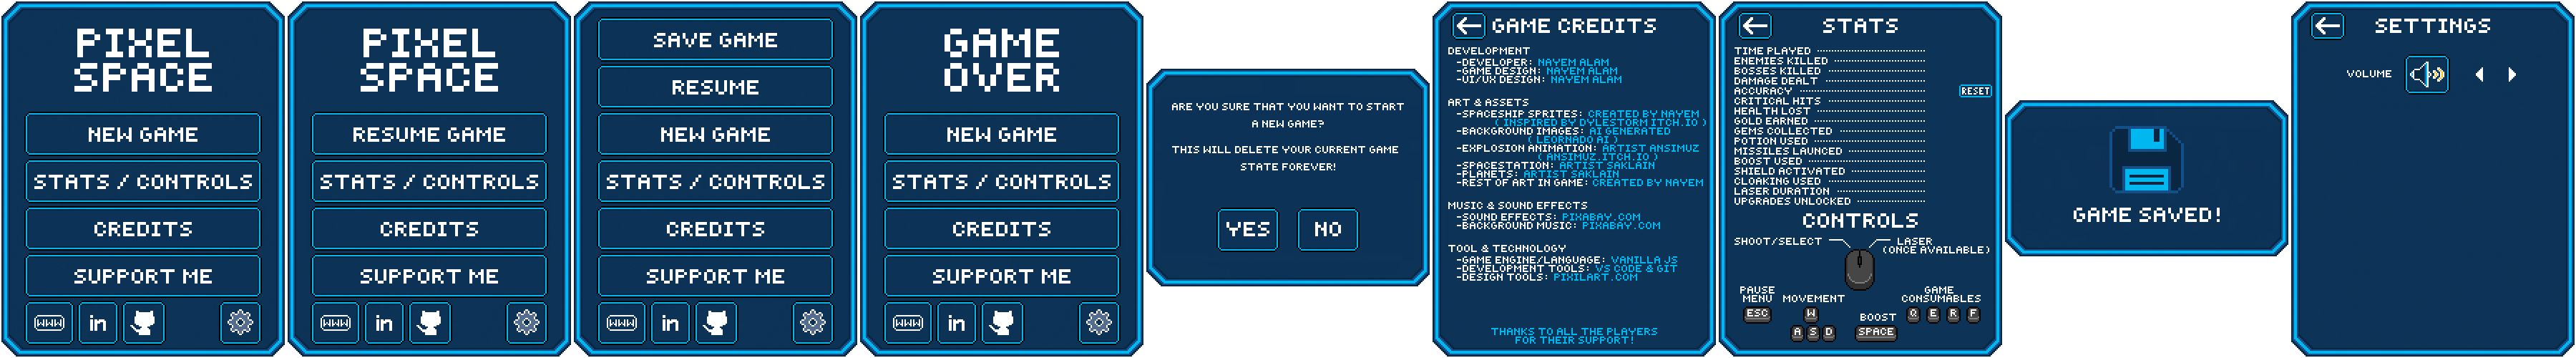 PIXEL
SPACE
NEW GAME
STATS / CONTROLS
CREDITS
SUPPORT ME
WWW
in
PIXEL
SPACE
RESUME GAME
STATS / CONTROLS
CREDITS
SUPPORT ME
WWW
in
SAVE GAME
RESUME
NEW GAME
STATS / CONTROLS
CREDITS
SUPPORT ME
WWW
in
GAME
OVER
NEW GAME
STATS / CONTROLS
CREDITS
SUPPORT ME
WWW
in
ARE YOU SURE THAT YOU WANT TO START
A NEW GAME?
THIS WILL DELETE YOUR CURRENT GAME
STATE FOREVER!
YES
NO
GAME CREDITS
DEVELOPMENT
-DEVELOPER: NAYEM ALAM
-GAME DESIGN: NAYEM ALAM
-UI/UX DESIGN: NAYEM ALAM
ART & ASSETS
-SPACESHIP SPRITES: CREATED BY NAYEM
( INSPIRED BY DYLESTORM ITCH.IO )
-BACKGROUND IMAGES: AI GENERATED
( LEORNADO AI )
-EXPLOSION ANIMATION: ARTIST ANSIMUZ
( ANSIMUZ.ITCH.IO )
-SPACESTATION: ARTIST SAKLAIN
-PLANETS: ARTIST SAKLAIN
-REST OF ART IN GAME: CREATED BY NAYEM
MUSIC & SOUND EFFECTS
-SOUND EFFECTS: PIXABAY.COM
-BACKGROUND MUSIC: PIXABAY.COM
TOOL & TECHNOLOGY
-GAME ENGINE/LANGUAGE: VANILLA JS
-DEVELOPMENT TOOLS: VS CODE & GIT
-DESIGN TOOLS: PIXILART.COM
THANKS TO ALL THE PLAYERS
FOR THEIR SUPPORT!
STATS
TIME PLAYED
ENEMIES KILLED
BOSSES KILLED
DAMAGE DEALT
ACCURACY
RESET
CRITICAL HITS
HEALTH LOST
GOLD EARNED
GEMS COLLECTED
POTION USED
MISSILES LAUNCED
BOOST USED
SHIELD ACTIVATED
CLOAKING USED
LASER DURATION
UPGRADES UNLOCKED
CONTROLS
SHOOT/SELECT
LASER
(ONCE AVAILABLE)
PAUSE
MENU
ESC
MOVEMENT
W
A S D
BOOST
SPACE
GAME
CONSUMABLES
Q E R F
GAME SAVED!
SETTINGS
VOLUME